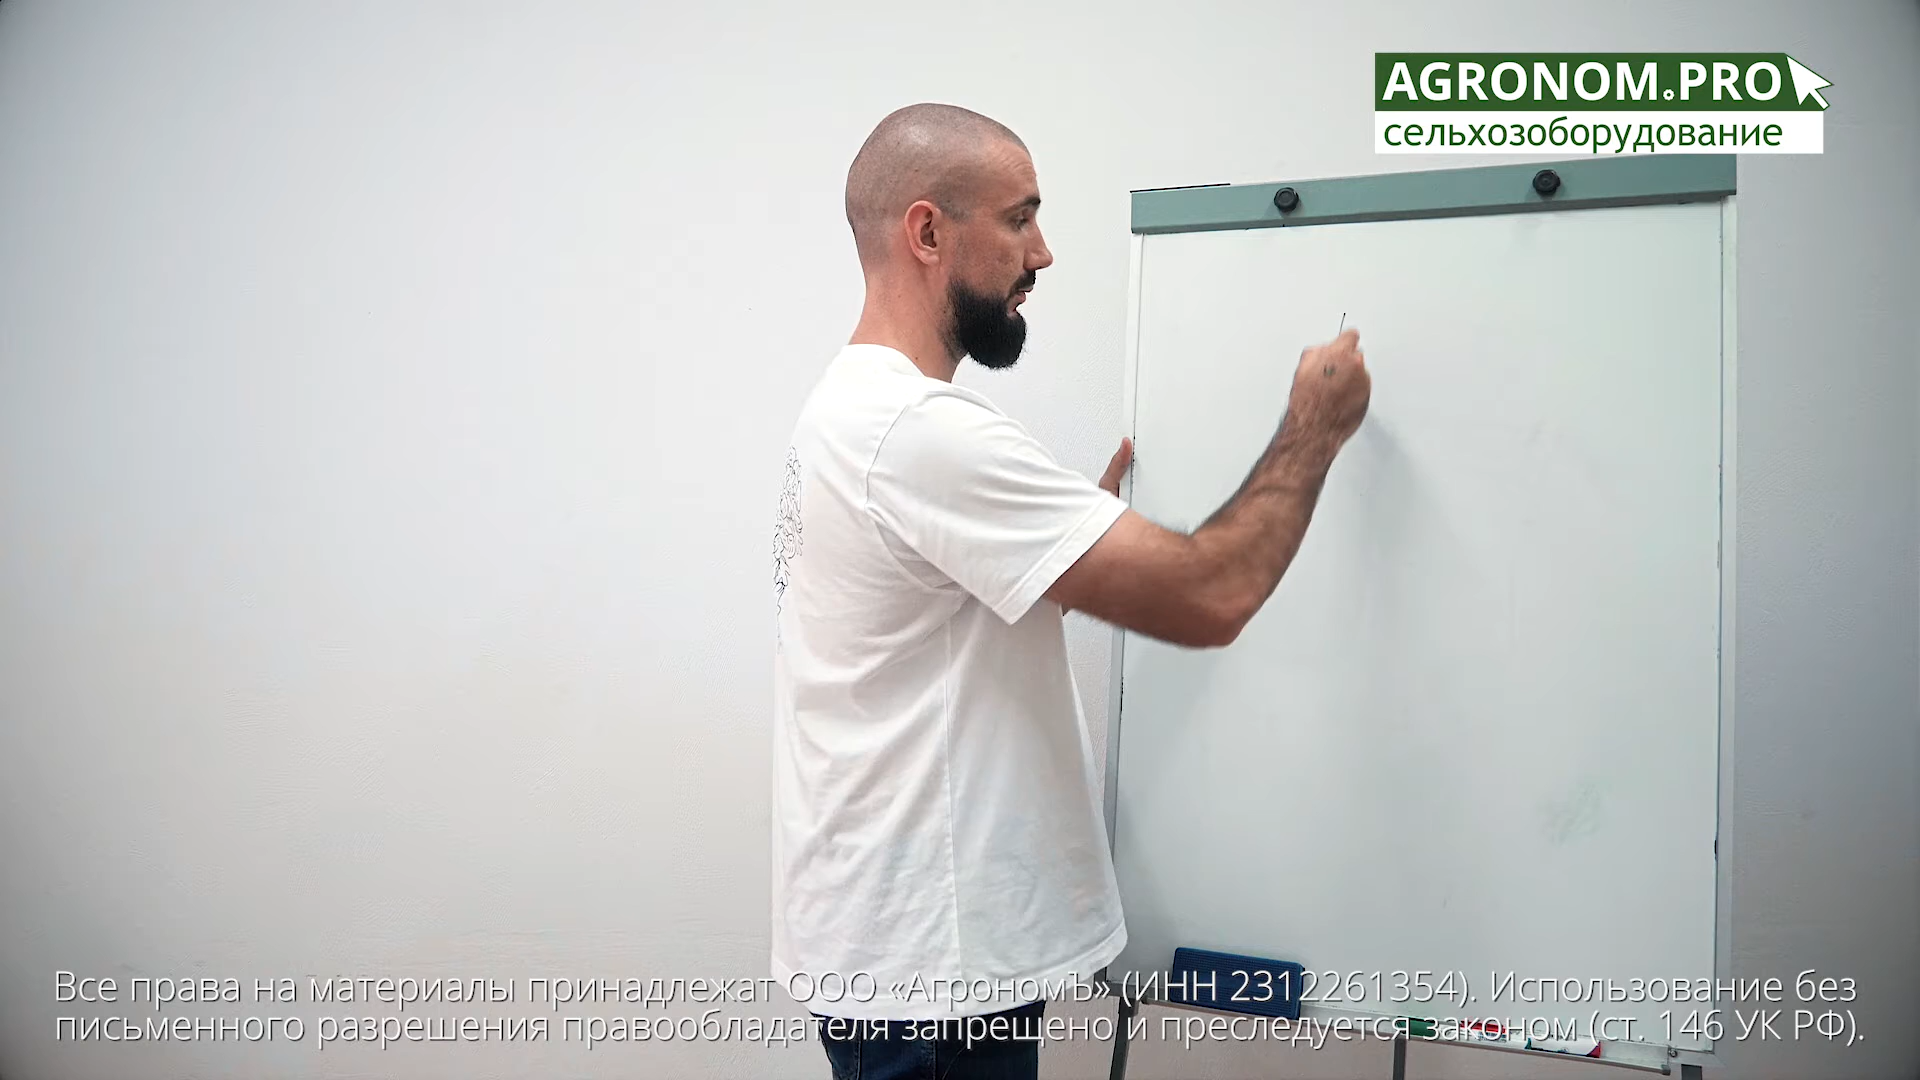 AGRONOM.PRO
сельхозоборудование
Все права на материалы принадлежат ООО «АгрономЪ» (ИНН 2312261354). Использование без
письменного разрешения правообладателя запрещено и преследуется законом (ст. 146 УК РФ).